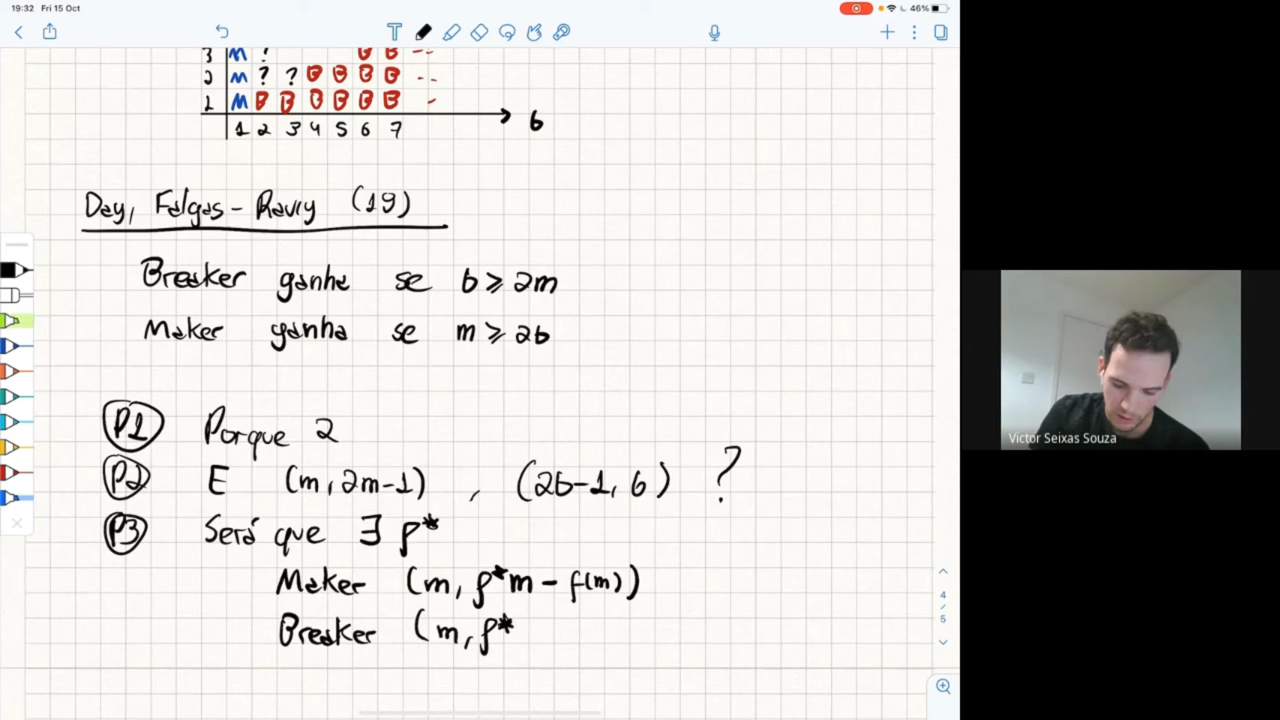 19:32 Fri 15 Oct
46%
3 M ? B B --
2 M ? ? B B B B --
1 M B B B B B B -
1 2 3 4 5 6 7
b
Day, Falgas-Ravry (19)
Breaker ganha se b ≥ 2m
Maker ganha se m ≥ 2b
P1 Porque 2
P2 E (m, 2m-1) , (2b-1, b) ?
P3 Será que ∃ ρ*
Maker (m, ρ*m - f(m))
Breaker (m, ρ*
4
/
5
Victor Seixas Souza